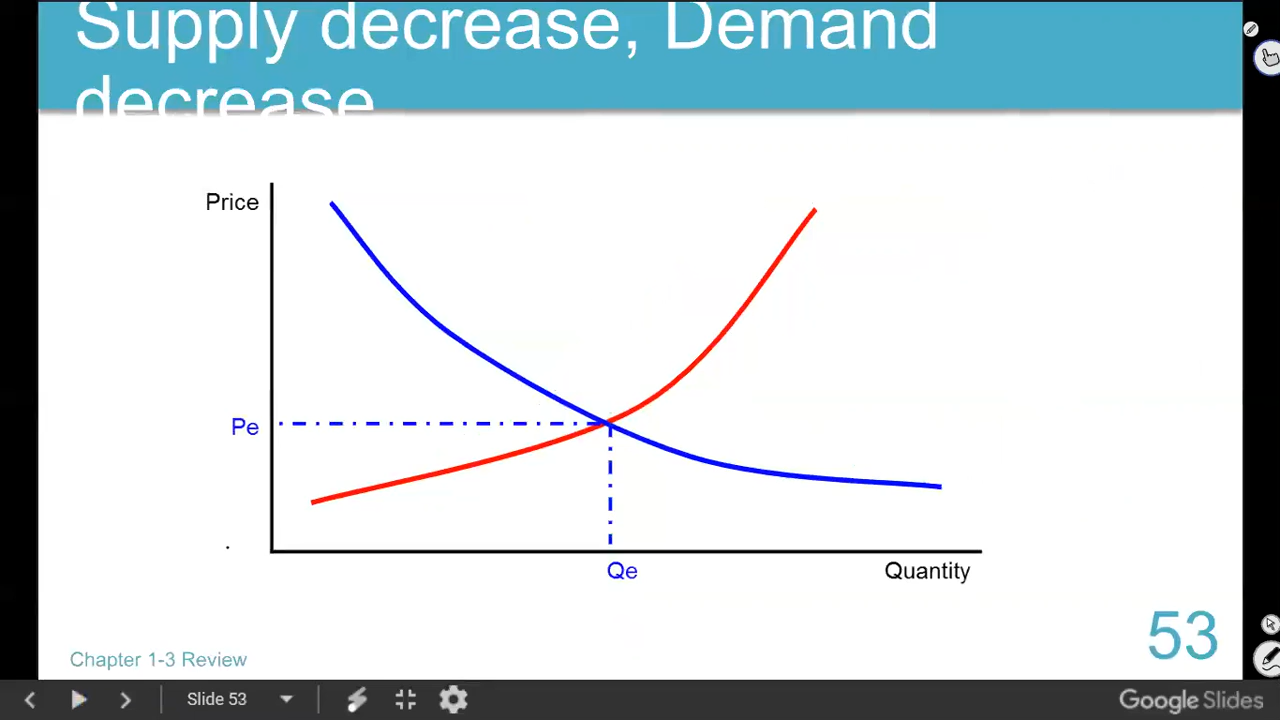 Supply decrease, Demand
decrease
Price
Pe
Qe
Quantity
53
Chapter 1-3 Review
Slide 53
Google Slides